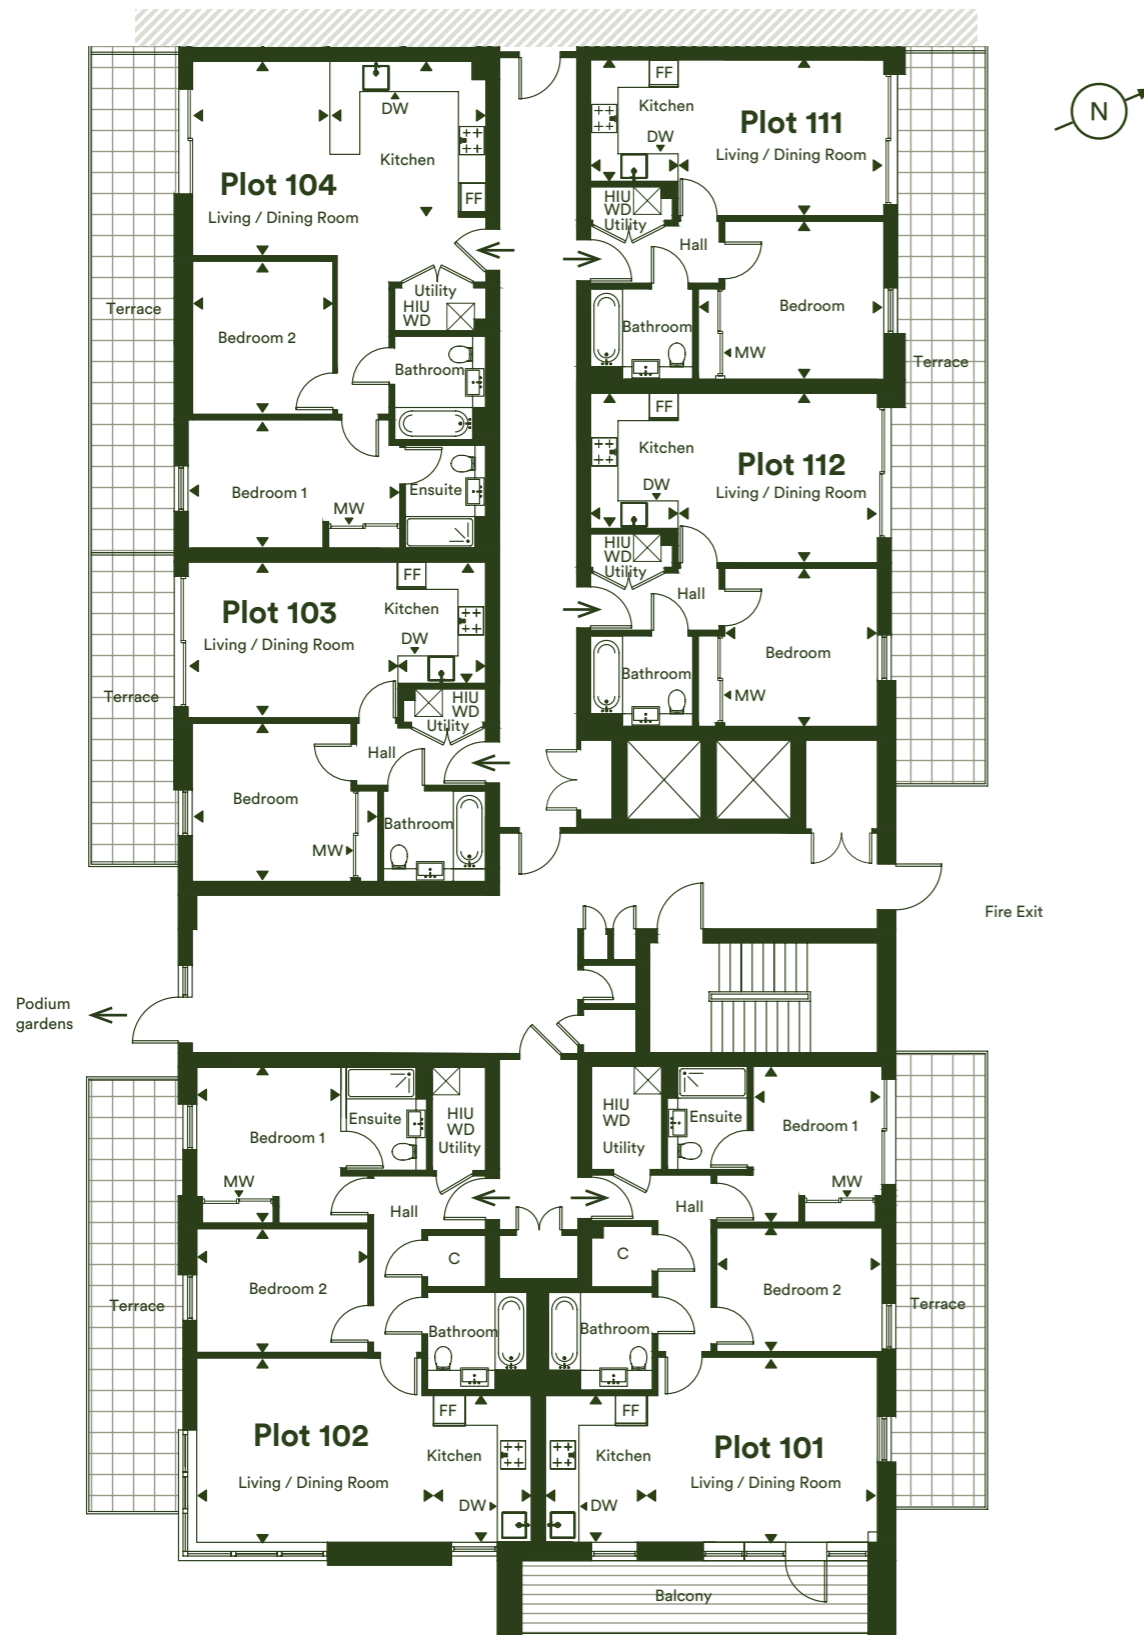 N
DW
Kitchen
Plot 104
FF
Living / Dining Room
Utility
HIU
WD
Terrace
Bedroom 2
Bathroom
Bedroom 1
Ensuite
MW
FF
Kitchen
DW
Plot 111
Living / Dining Room
HIU
WD
Utility
Hall
Bedroom
Bathroom
MW
Terrace
FF
Kitchen
Plot 112
DW
Living / Dining Room
HIU
WD
Utility
Hall
Bedroom
Bathroom
MW
FF
Plot 103
Kitchen
Living / Dining Room
DW
Terrace
HIU
WD
Utility
Hall
Bedroom
Bathroom
MW
Fire Exit
Podium
gardens
Ensuite
HIU
WD
Utility
Bedroom 1
MW
Hall
C
Bedroom 2
Terrace
Bathroom
FF
Plot 102
Kitchen
Living / Dining Room
DW
HIU
WD
Utility
Ensuite
Bedroom 1
MW
Hall
C
Bedroom 2
Terrace
Bathroom
FF
Plot 101
Kitchen
Living / Dining Room
DW
Balcony